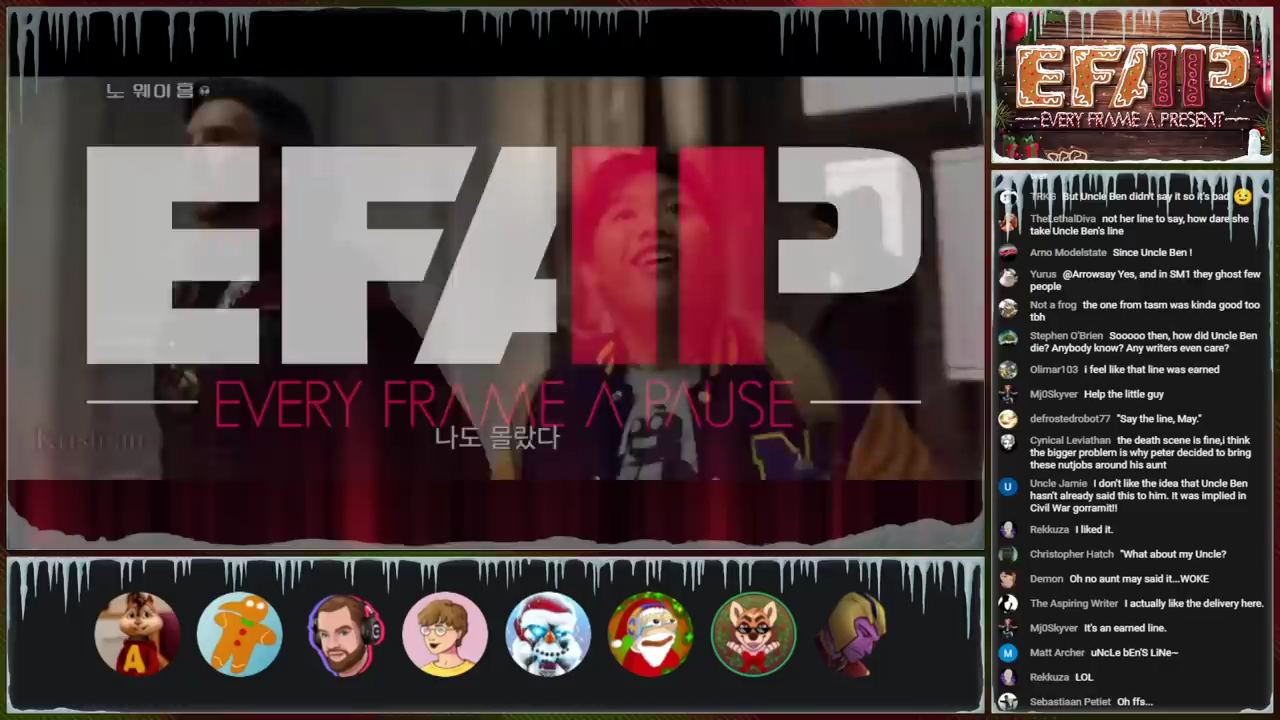 노 웨이 홈
EFAP
EVERY FRAME A PAUSE
나도 몰랐다
EFAP
EVERY FRAME A PRESENT
TRKB But Uncle Ben didn't say it so it's bad 😉
TheLethalDiva not her line to say, how dare she
take Uncle Ben's line
Arno Modelstate Since Uncle Ben !
Yurus @Arrowsay Yes, and in SM1 they ghost few
people
Not a frog the one from tasm was kinda good too
tbh
Stephen O'Brien Sooooo then, how did Uncle Ben
die? Anybody know? Any writers even care?
Olimar103 i feel like that line was earned
Mj0Skyver Help the little guy
defrostedrobot77 "Say the line, May."
Cynical Leviathan the death scene is fine,i think
the bigger problem is why peter decided to bring
these nutjobs around his aunt
U Uncle Jamie I don't like the idea that Uncle Ben
hasn't already said this to him. It was implied in
Civil War gorramit!!
Rekkuza I liked it.
Christopher Hatch "What about my Uncle?
Demon Oh no aunt may said it...WOKE
The Aspiring Writer I actually like the delivery here.
Mj0Skyver It's an earned line.
M Matt Archer uNcLe bEn'S LiNe~
Rekkuza LOL
Sebastiaan Petiet Oh ffs...
A